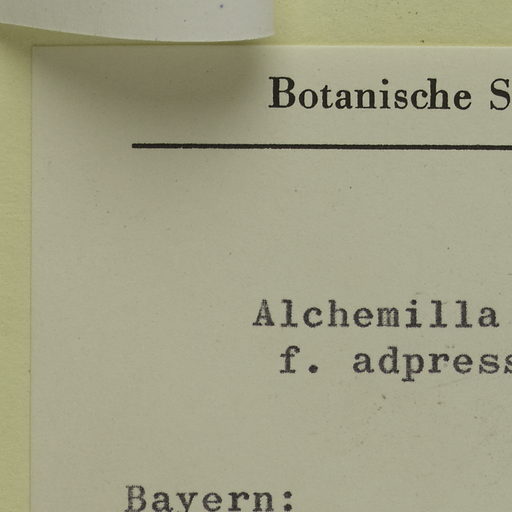 Botanische S
Alchemilla
f. adpress
Bayern: